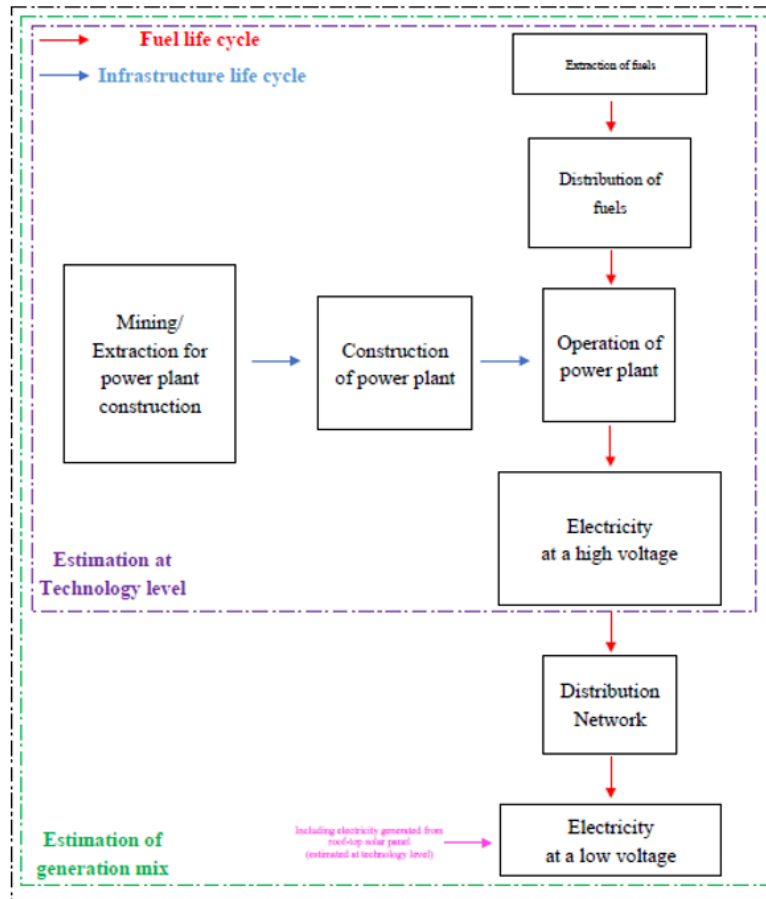 Fuel life cycle
Infrastructure life cycle
Extraction of fuels
Distribution of
fuels
Mining/
Extraction for
power plant
construction
Construction
of power plant
Operation of
power plant
Electricity
at a high voltage
Estimation at
Technology level
Distribution
Network
Including electricity generated from
roof-top solar panel
(estimated at technology level)
Electricity
at a low voltage
Estimation of
generation mix